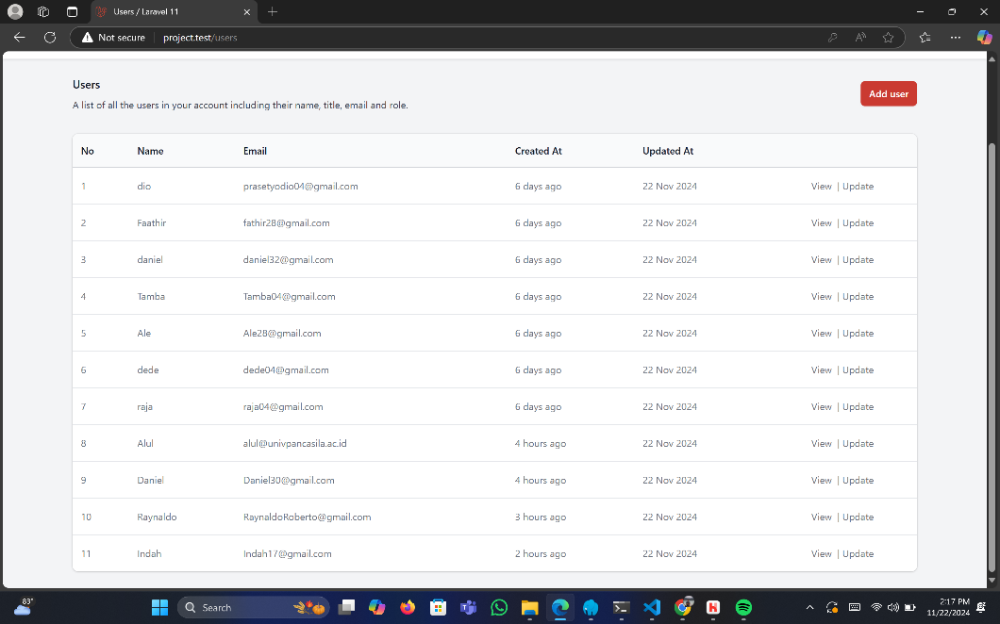 Users / Laravel 11
Not secure project.test/users
Users
A list of all the users in your account including their name, title, email and role.
Add user
No Name Email Created At Updated At
1 dio prasetyodio04@gmail.com 6 days ago 22 Nov 2024 View | Update
2 Faathir fathir28@gmail.com 6 days ago 22 Nov 2024 View | Update
3 daniel daniel32@gmail.com 6 days ago 22 Nov 2024 View | Update
4 Tamba Tamba04@gmail.com 6 days ago 22 Nov 2024 View | Update
5 Ale Ale28@gmail.com 6 days ago 22 Nov 2024 View | Update
6 dede dede04@gmail.com 6 days ago 22 Nov 2024 View | Update
7 raja raja04@gmail.com 6 days ago 22 Nov 2024 View | Update
8 Alul alul@univpancasila.ac.id 4 hours ago 22 Nov 2024 View | Update
9 Daniel Daniel30@gmail.com 4 hours ago 22 Nov 2024 View | Update
10 Raynaldo RaynaldoRoberto@gmail.com 3 hours ago 22 Nov 2024 View | Update
11 Indah Indah17@gmail.com 2 hours ago 22 Nov 2024 View | Update
83°
Search
2:17 PM
11/22/2024